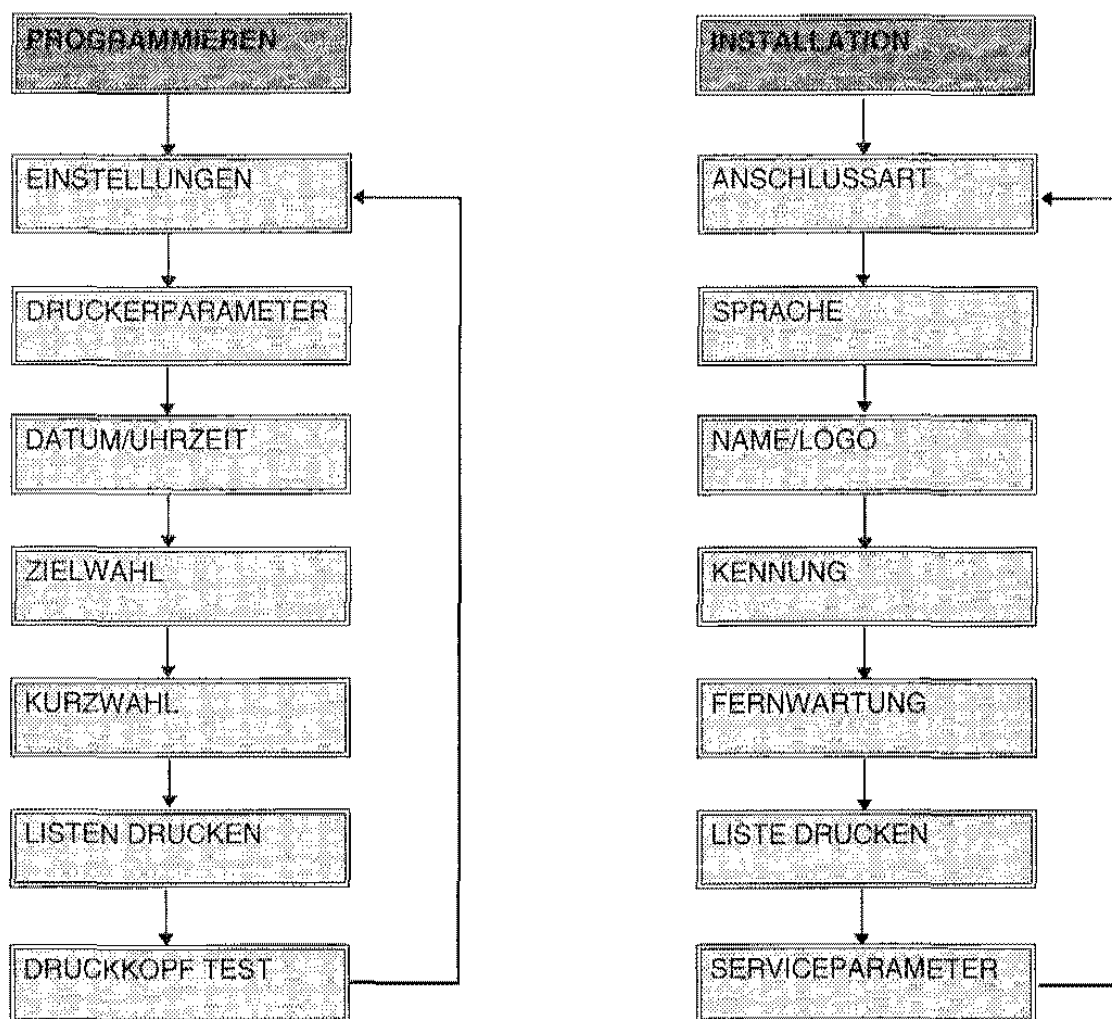 PROGRAMMIEREN
EINSTELLUNGEN
DRUCKERPARAMETER
DATUM/UHRZEIT
ZIELWAHL
KURZWAHL
LISTEN DRUCKEN
DRUCKKOPF TEST
INSTALLATION
ANSCHLUSSART
SPRACHE
NAME/LOGO
KENNUNG
FERNWARTUNG
LISTE DRUCKEN
SERVICEPARAMETER